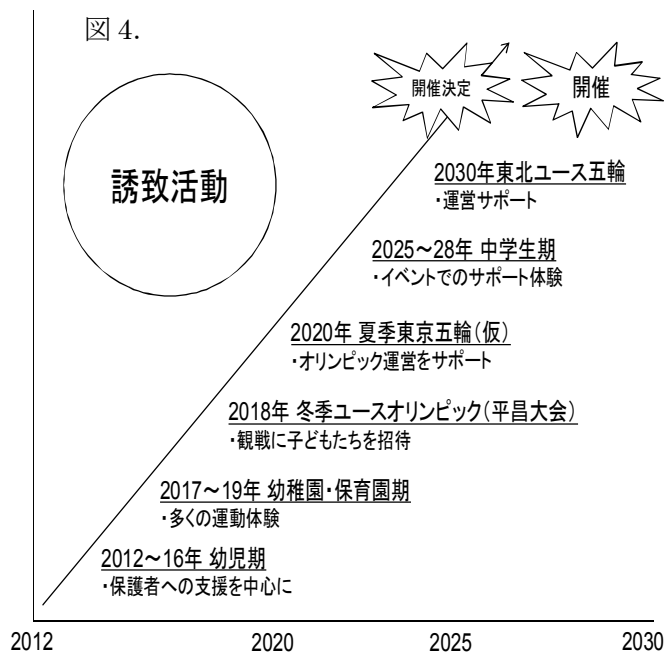 図 4.
開催決定
開催
誘致活動
2030年東北ユース五輪
・運営サポート
2025～28年 中学生期
・イベントでのサポート体験
2020年 夏季東京五輪(仮)
・オリンピック運営をサポート
2018年 冬季ユースオリンピック(平昌大会)
・観戦に子どもたちを招待
2017～19年 幼稚園・保育園期
・多くの運動体験
2012～16年 幼児期
・保護者への支援を中心に
2012 2020 2025 2030